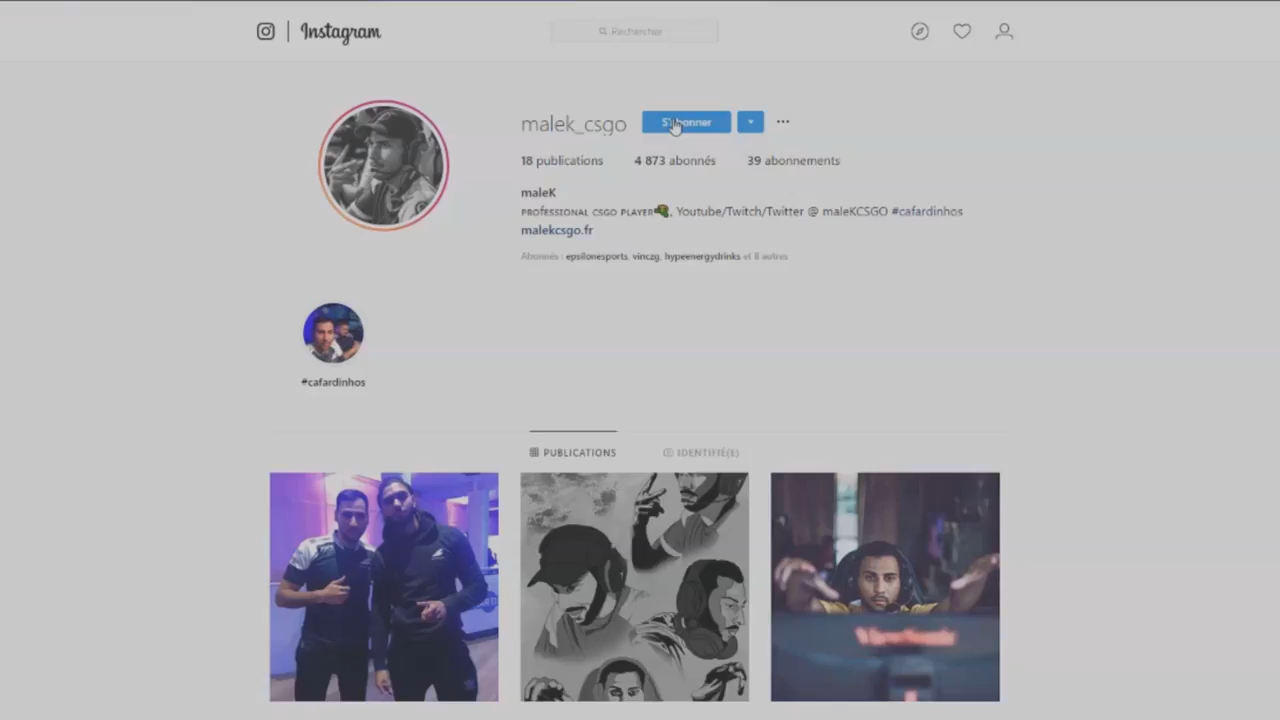 Instagram
Rechercher
malek_csgo
S'abonner
18 publications 4 873 abonnés 39 abonnements
maleK
PROFESSIONAL CSGO PLAYER🔫, Youtube/Twitch/Twitter @ maleKCSGO #cafardinhos
malekcsgo.fr
Abonnés : epsilonesports, vinczg, hypeenergydrinks et 8 autres
#cafardinhos
PUBLICATIONS IDENTIFIÉ(E)